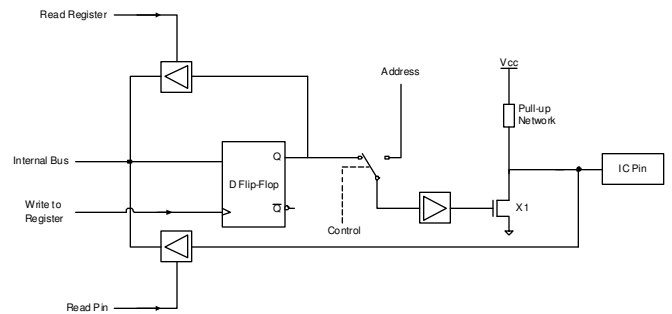 Read Register
Address
Vcc
Pull-up
Network
Internal Bus
Q
D Flip-Flop
IC Pin
Write to
Register
Q
X1
Control
Read Pin